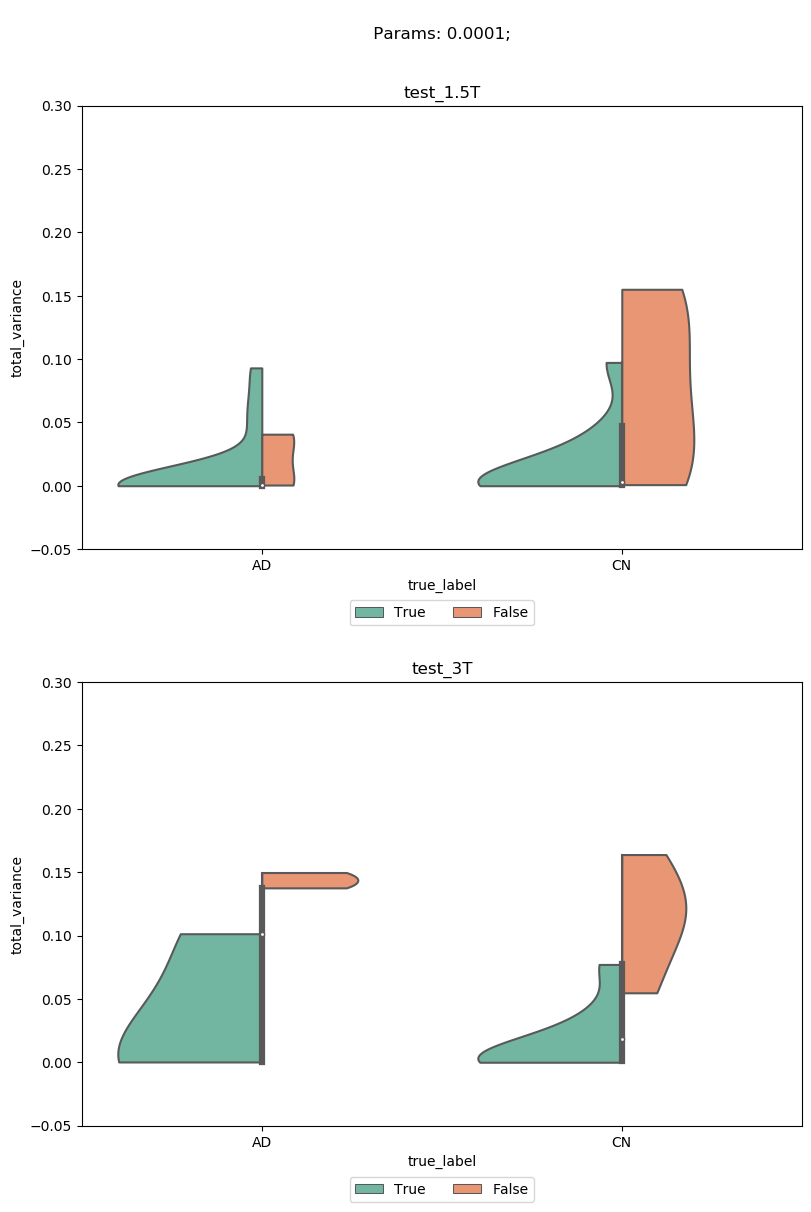 Params: 0.0001;
test_1.5T
0.30
0.25
0.20
0.15
0.10
0.05
0.00
−0.05
total_variance
AD CN
true_label
True False
test_3T
0.30
0.25
0.20
0.15
0.10
0.05
0.00
−0.05
total_variance
AD CN
true_label
True False